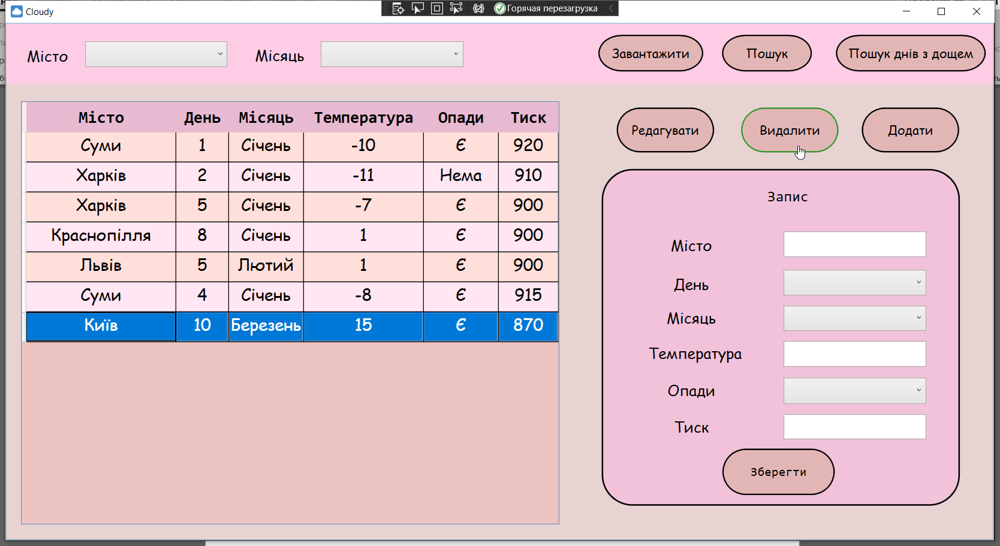 Cloudy
Горячая перезагрузка
Місто
Місяць
Завантажити
Пошук
Пошук днів з дощем
Місто День Місяць Температура Опади Тиск
Суми 1 Січень -10 Є 920
Харків 2 Січень -11 Нема 910
Харків 5 Січень -7 Є 900
Краснопілля 8 Січень 1 Є 900
Львів 5 Лютий 1 Є 900
Суми 4 Січень -8 Є 915
Київ 10 Березень 15 Є 870
Редагувати
Видалити
Додати
Запис
Місто
День
Місяць
Температура
Опади
Тиск
Зберегти